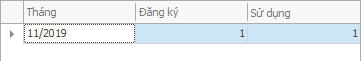 Tháng Đăng ký Sử dụng
11/2019 1 1